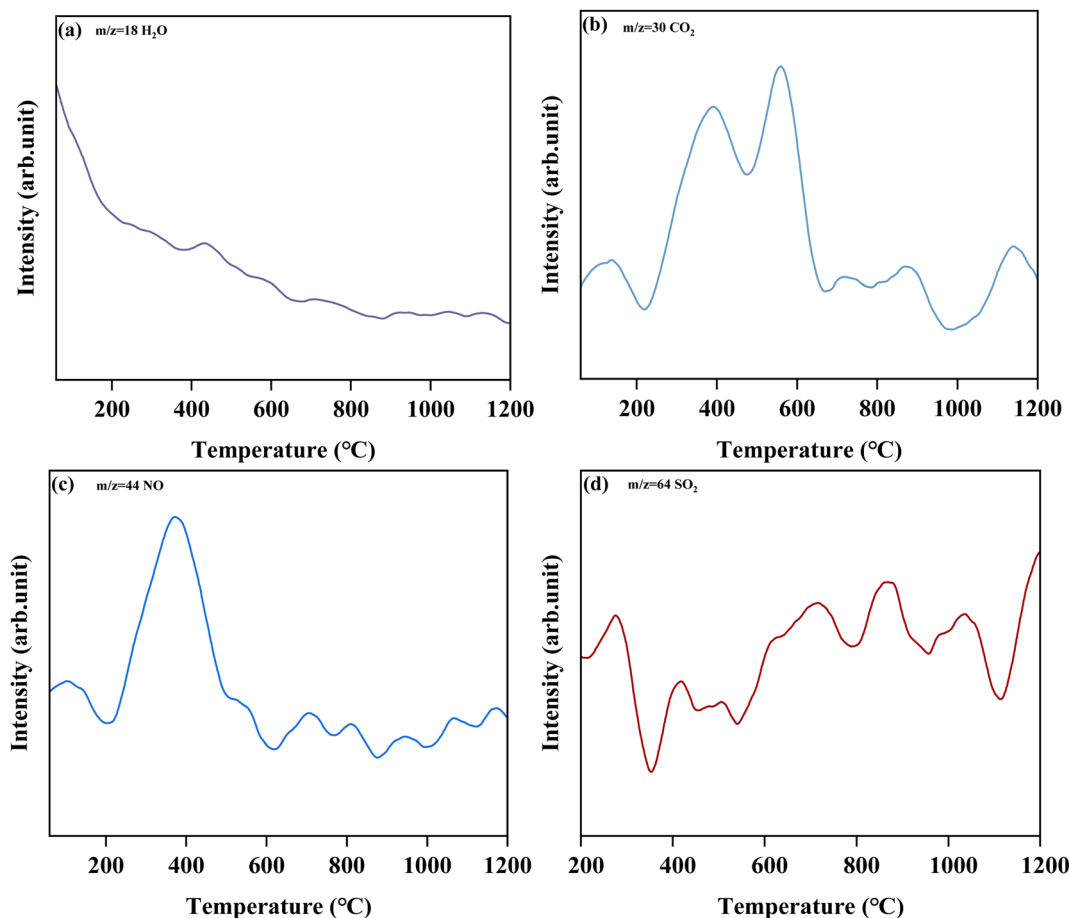 (a) m/z=18 H₂O
Intensity (arb.unit)
200 400 600 800 1000 1200
Temperature (℃)
(b) m/z=30 CO₂
Intensity (arb.unit)
200 400 600 800 1000 1200
Temperature (℃)
(c) m/z=44 NO
Intensity (arb.unit)
200 400 600 800 1000 1200
Temperature (℃)
(d) m/z=64 SO₂
Intensity (arb.unit)
200 400 600 800 1000 1200
Temperature (℃)